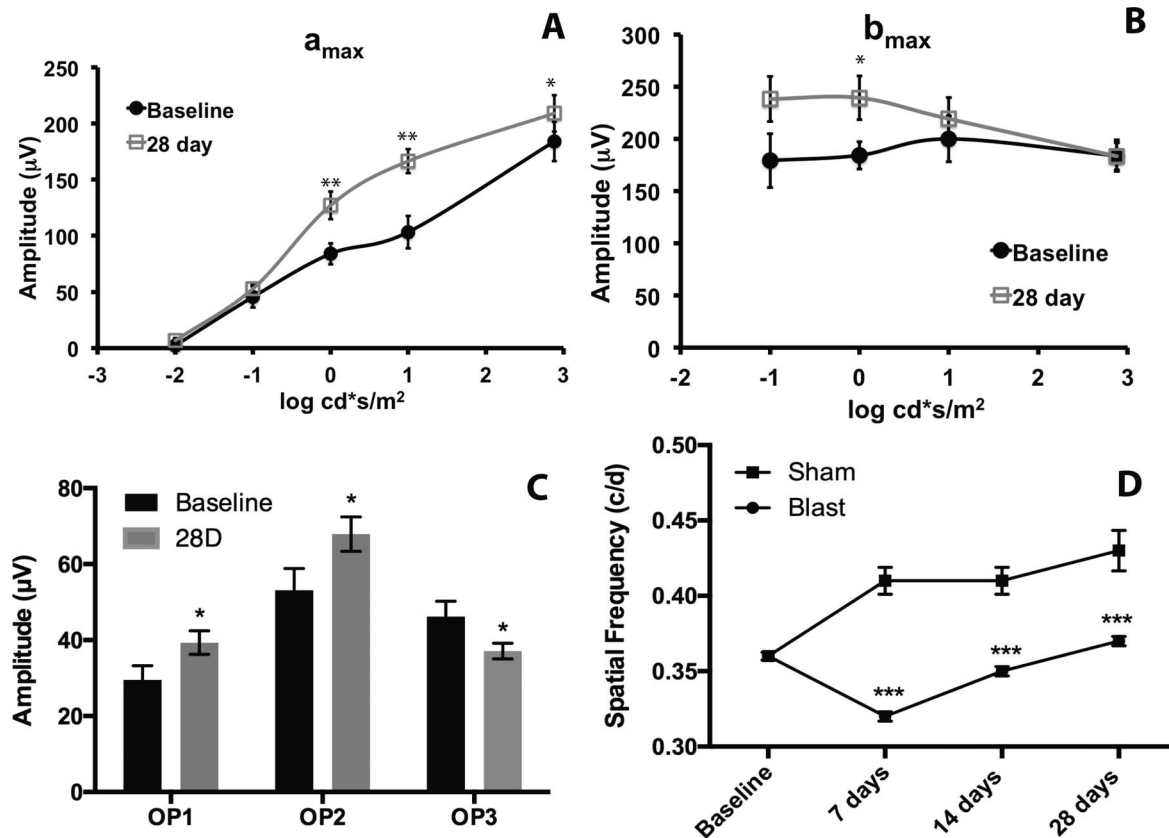 A
a_max
Amplitude (µV)
250
200
150
100
50
0
Baseline
28 day
**
**
*
-3 -2 -1 0 1 2 3
log cd*s/m²
B
b_max
Amplitude (µV)
300
250
200
150
100
50
0
*
Baseline
28 day
-2 -1 0 1 2 3
log cd*s/m²
C
Amplitude (µV)
80
60
40
20
0
Baseline
28D
*
*
*
OP1 OP2 OP3
D
Spatial Frequency (c/d)
0.50
0.45
0.40
0.35
0.30
Sham
Blast
***
***
***
Baseline 7 days 14 days 28 days